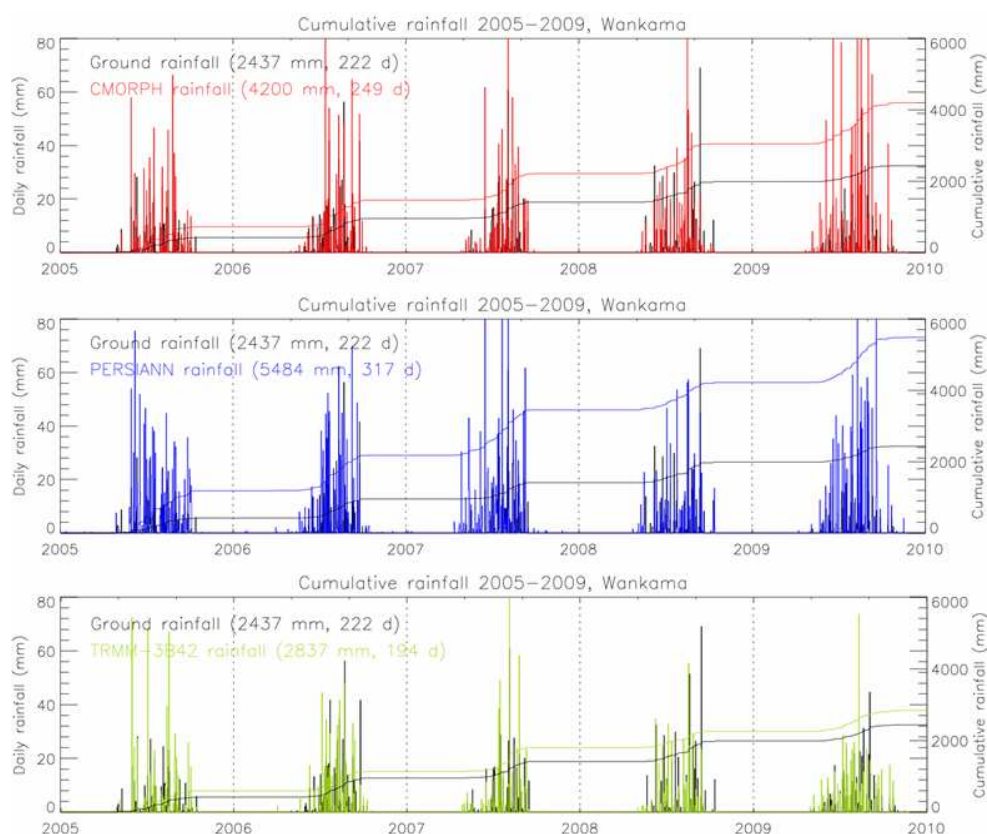 Cumulative rainfall 2005-2009, Wankama
Ground rainfall (2437 mm, 222 d)
CMORPH rainfall (4200 mm, 249 d)
Daily rainfall (mm)
80
60
40
20
0
Cumulative rainfall (mm)
6000
4000
2000
0
2005 2006 2007 2008 2009 2010
Cumulative rainfall 2005-2009, Wankama
Ground rainfall (2437 mm, 222 d)
PERSIANN rainfall (5484 mm, 317 d)
Daily rainfall (mm)
80
60
40
20
0
Cumulative rainfall (mm)
6000
4000
2000
0
2005 2006 2007 2008 2009 2010
Cumulative rainfall 2005-2009, Wankama
Ground rainfall (2437 mm, 222 d)
TRMM-3B42 rainfall (2837 mm, 194 d)
Daily rainfall (mm)
80
60
40
20
0
Cumulative rainfall (mm)
6000
4000
2000
0
2005 2006 2007 2008 2009 2010